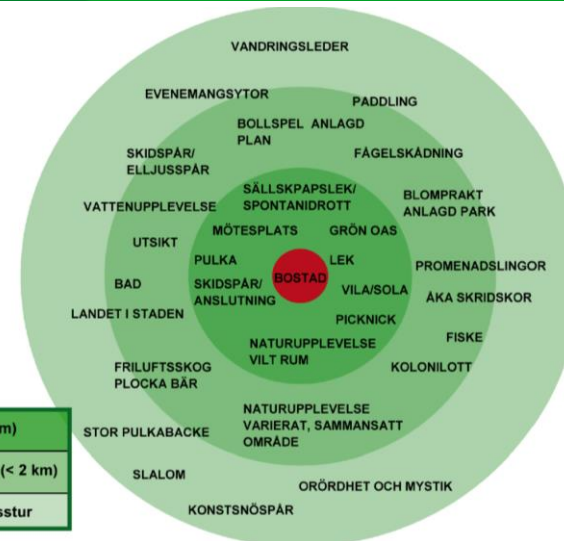 VANDRINGSLEDER
EVENEMANGSYTOR
PADDLING
BOLLSPEL ANLAGD
PLAN
SKIDSPÅR/
ELLJUSSPÅR
FÅGELSKÅDNING
SÄLLSKPAPSLEK/
SPONTANIDROTT
BLOMPRAKT
ANLAGD PARK
VATTENUPPLEVELSE
MÖTESPLATS
GRÖN OAS
UTSIKT
PULKA
LEK
PROMENADSLINGOR
BOSTAD
BAD
SKIDSPÅR/
ANSLUTNING
VILA/SOLA
ÅKA SKRIDSKOR
LANDET I STADEN
PICKNICK
FISKE
NATURUPPLEVELSE
VILT RUM
KOLONILOTT
FRILUFTSSKOG
PLOCKA BÄR
NATURUPPLEVELSE
VARIERAT, SAMMANSATT
OMRÅDE
STOR PULKABACKE
m)
(< 2 km)
SLALOM
ORÖRDHET OCH MYSTIK
KONSTSNÖSPÅR
sstur